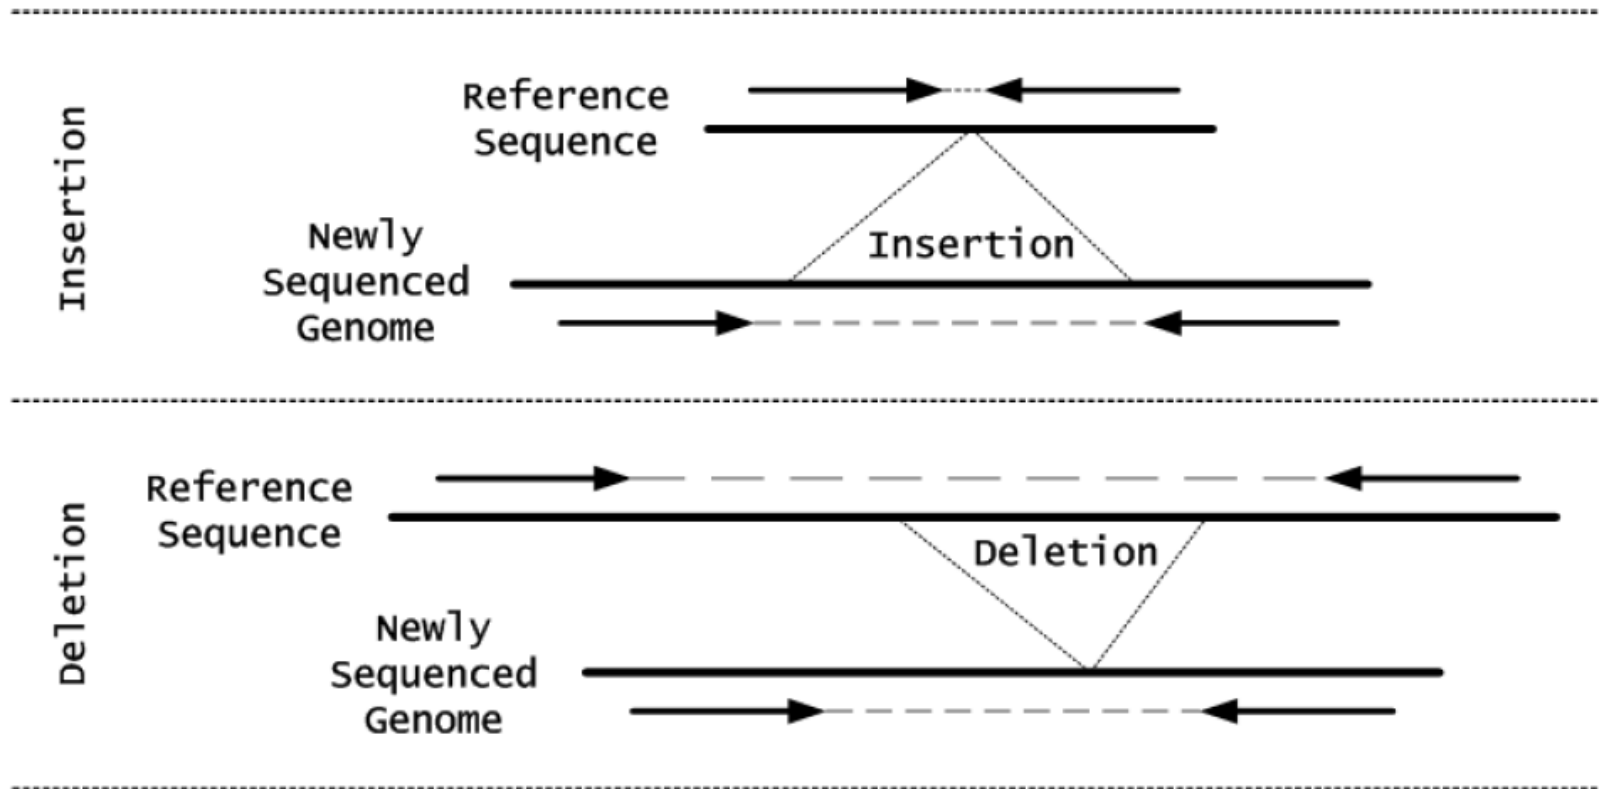 Insertion
Reference
Sequence
Newly
Sequenced
Genome
Insertion
Deletion
Reference
Sequence
Deletion
Newly
Sequenced
Genome